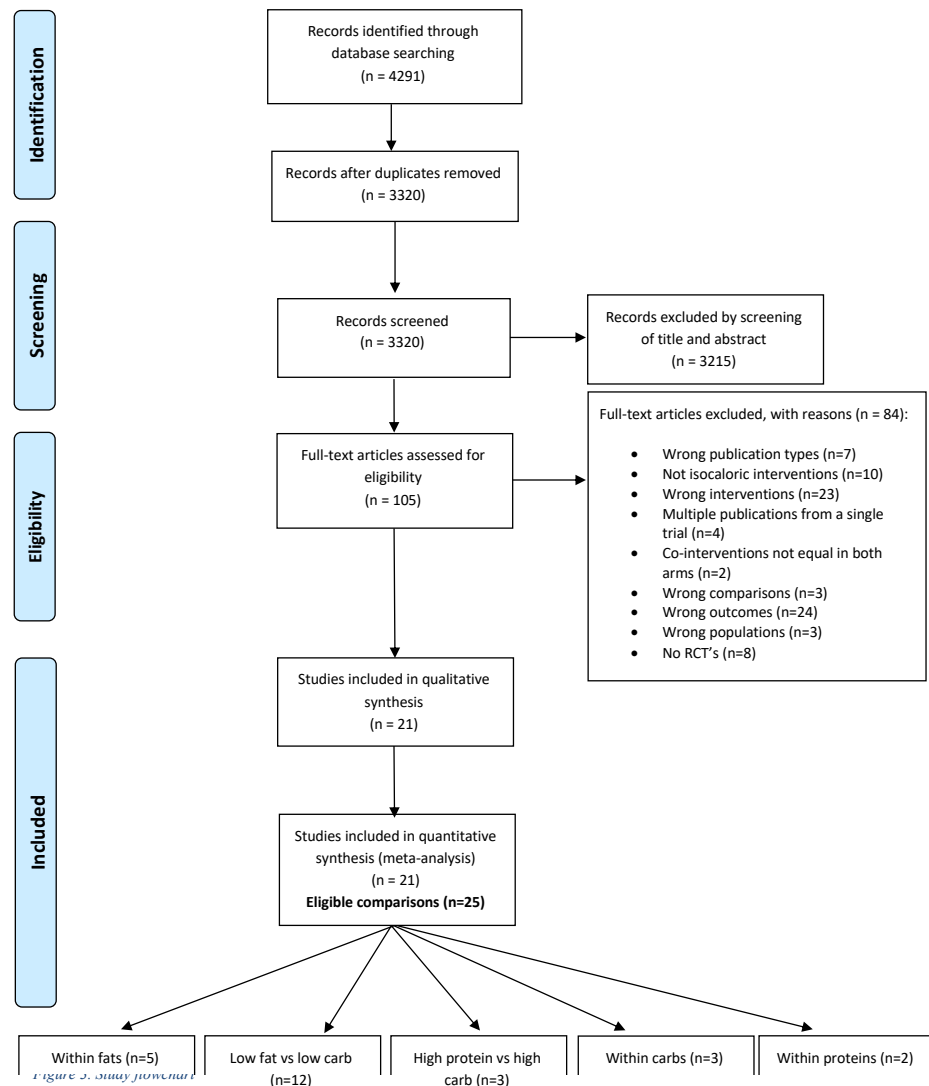 Identification
Records identified through
database searching
(n = 4291)
Records after duplicates removed
(n = 3320)
Screening
Records screened
(n = 3320)
Records excluded by screening
of title and abstract
(n = 3215)
Eligibility
Full-text articles assessed for
eligibility
(n = 105)
Full-text articles excluded, with reasons (n = 84):
• Wrong publication types (n=7)
• Not isocaloric interventions (n=10)
• Wrong interventions (n=23)
• Multiple publications from a single
trial (n=4)
• Co-interventions not equal in both
arms (n=2)
• Wrong comparisons (n=3)
• Wrong outcomes (n=24)
• Wrong populations (n=3)
• No RCT's (n=8)
Included
Studies included in qualitative
synthesis
(n = 21)
Studies included in quantitative
synthesis (meta-analysis)
(n = 21)
Eligible comparisons (n=25)
Within fats (n=5)
Low fat vs low carb
(n=12)
High protein vs high
carb (n=3)
Within carbs (n=3)
Within proteins (n=2)
Study flowchart